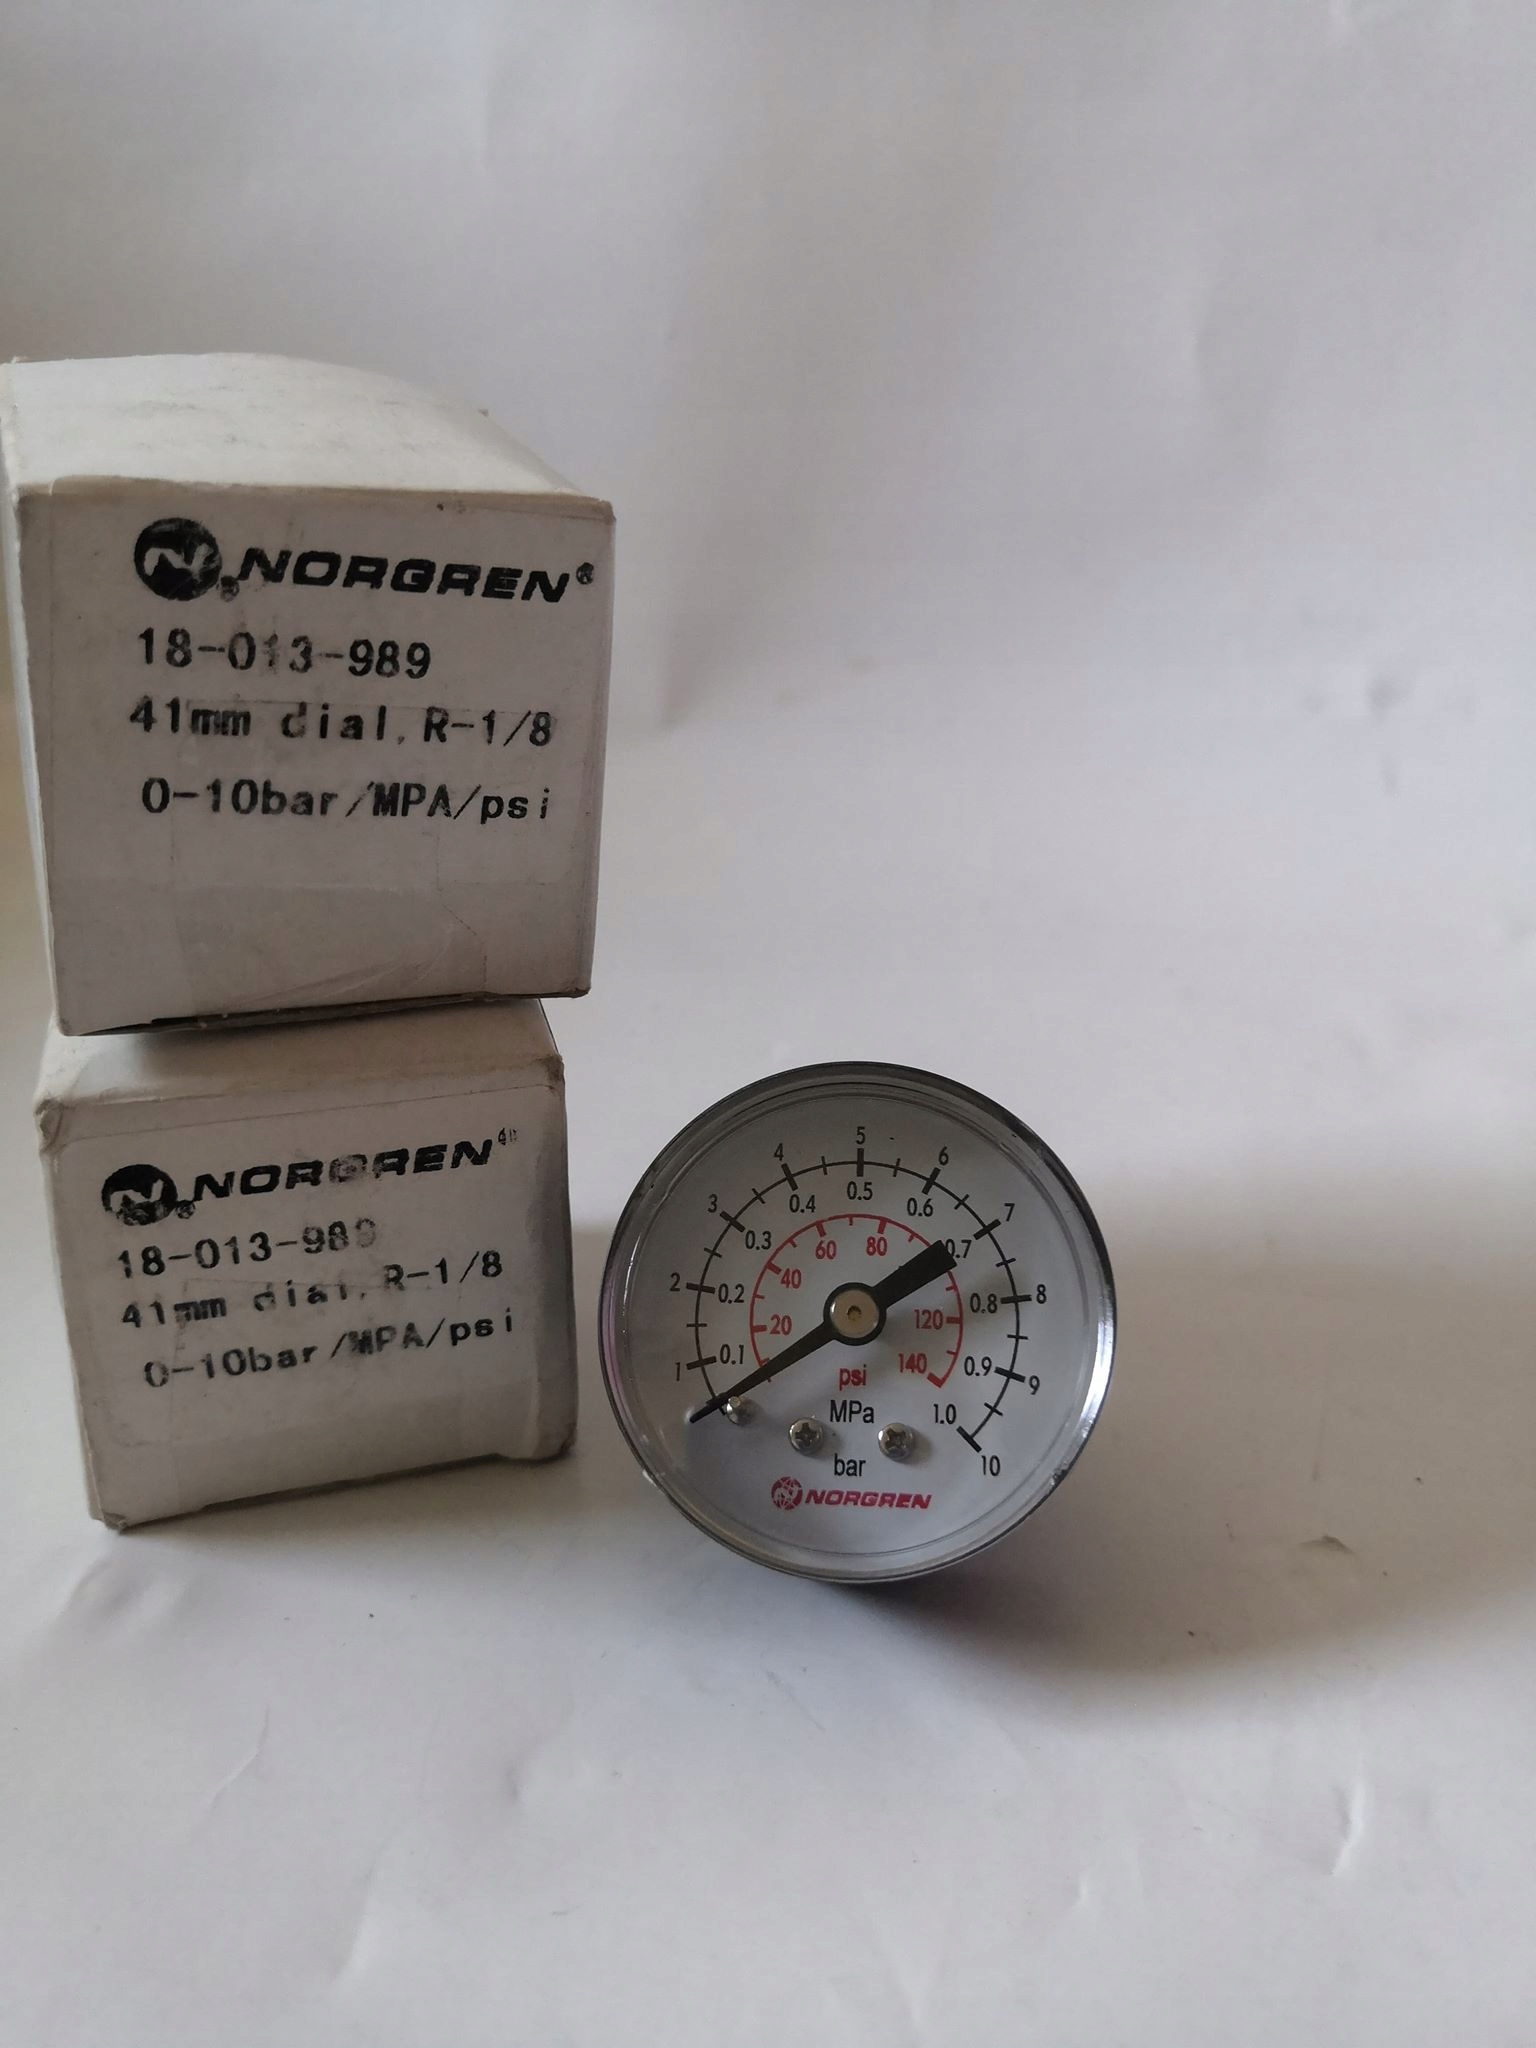 NORGREN®
18-013-989
41mm dial, R-1/8
0-10bar/MPA/psi
NORGREN
18-013-989
41mm dial, R-1/8
0-10bar/MPA/psi
1 2 3 4 5 6 7 8 9 10
0.1 0.2 0.3 0.4 0.5 0.6 0.7 0.8 0.9 1.0
20 40 60 80 120 140
psi
MPa
bar
NORGREN